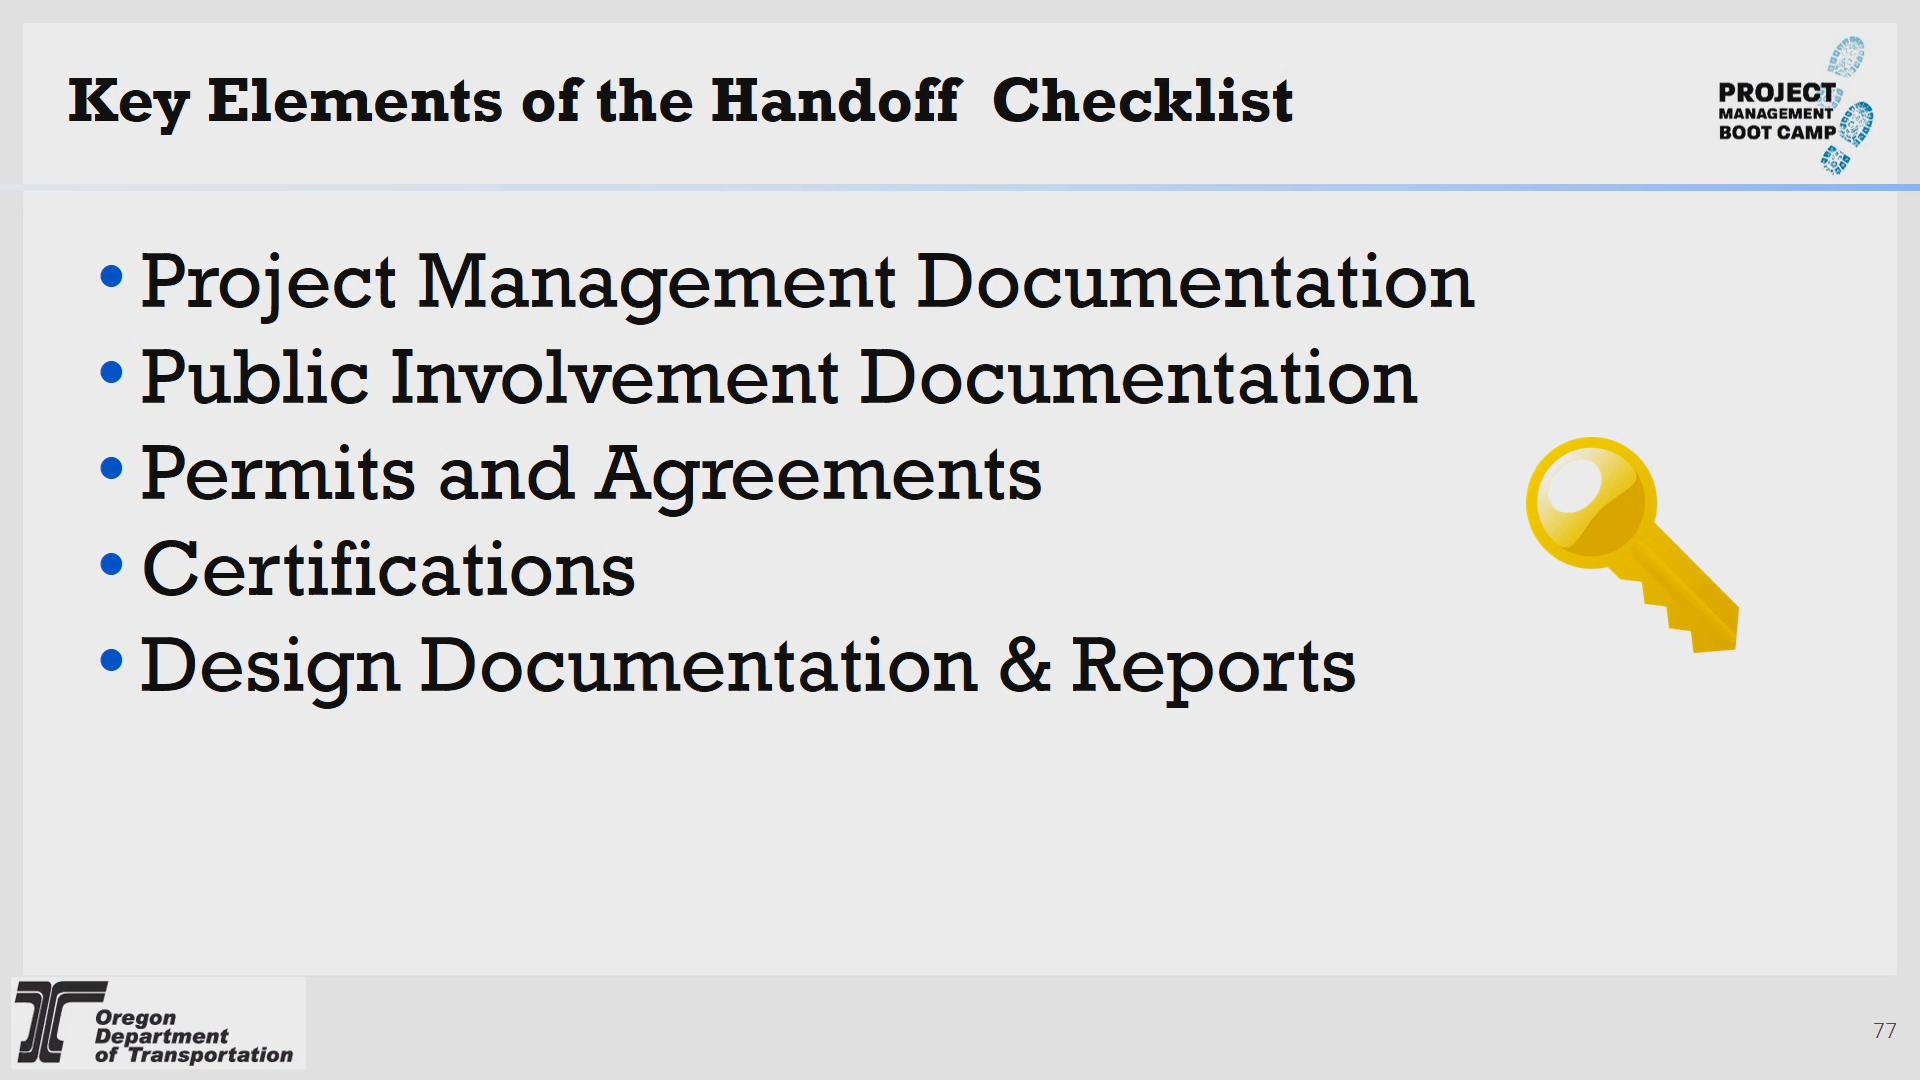 Key Elements of the Handoff Checklist
PROJECT
MANAGEMENT
BOOT CAMP
• Project Management Documentation
• Public Involvement Documentation
• Permits and Agreements
• Certifications
• Design Documentation & Reports
Oregon
Department
of Transportation
77